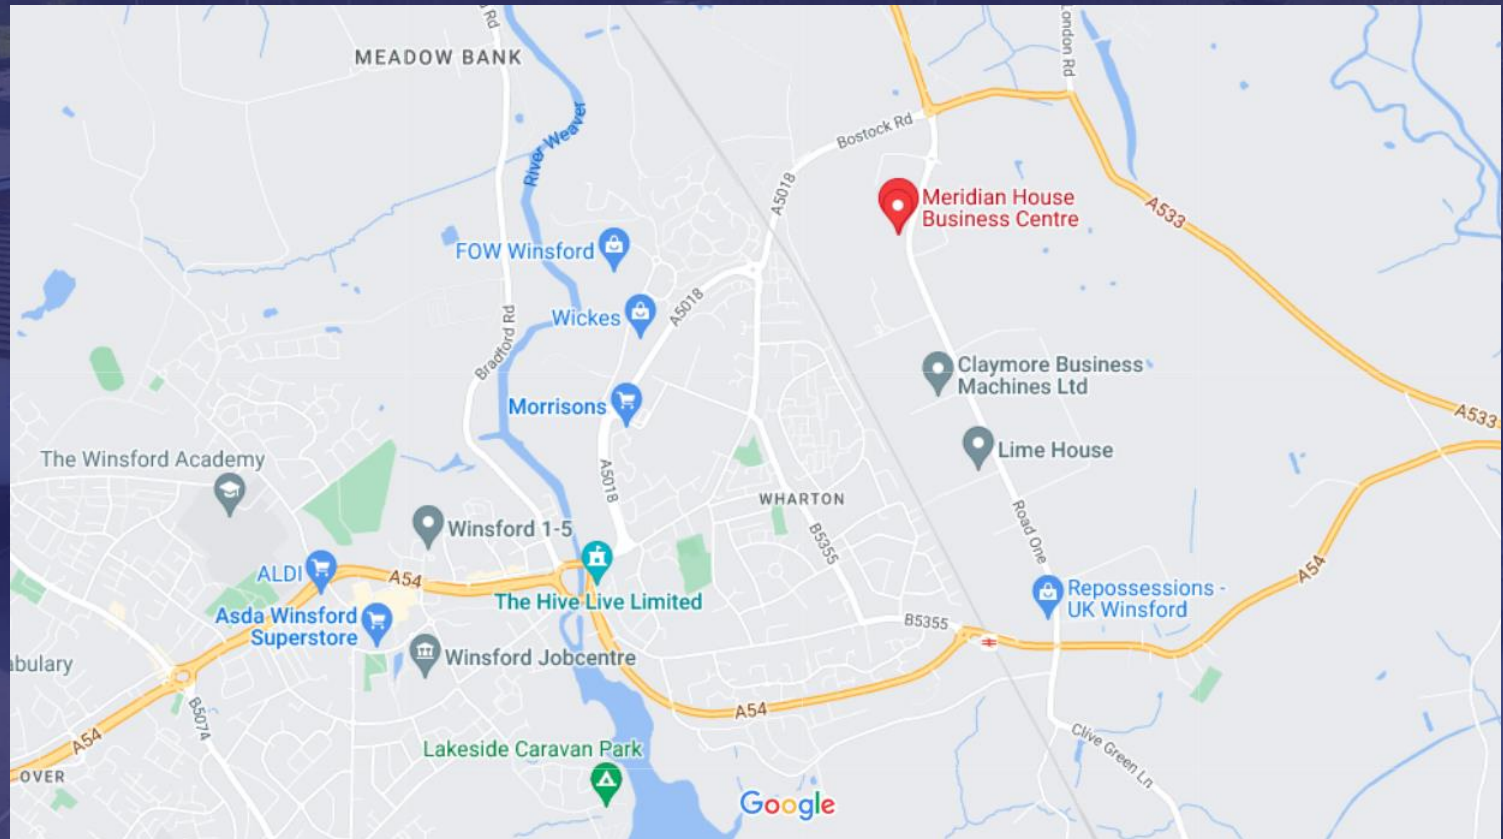 Rd
London Rd
MEADOW BANK
River Weaver
Bostock Rd
A5018
Meridian House
Business Centre
A533
FOW Winsford
A5018
Wickes
Bradford Rd
Claymore Business
Machines Ltd
Morrisons
A533
Lime House
The Winsford Academy
A5018
WHARTON
Winsford 1-5
B5355
Road One
ALDI
A54
A54
The Hive Live Limited
Repossessions -
UK Winsford
Asda Winsford
Superstore
B5355
Winsford Jobcentre
abulary
B5074
A54
A54
Lakeside Caravan Park
Clive Green Ln
OVER
Google